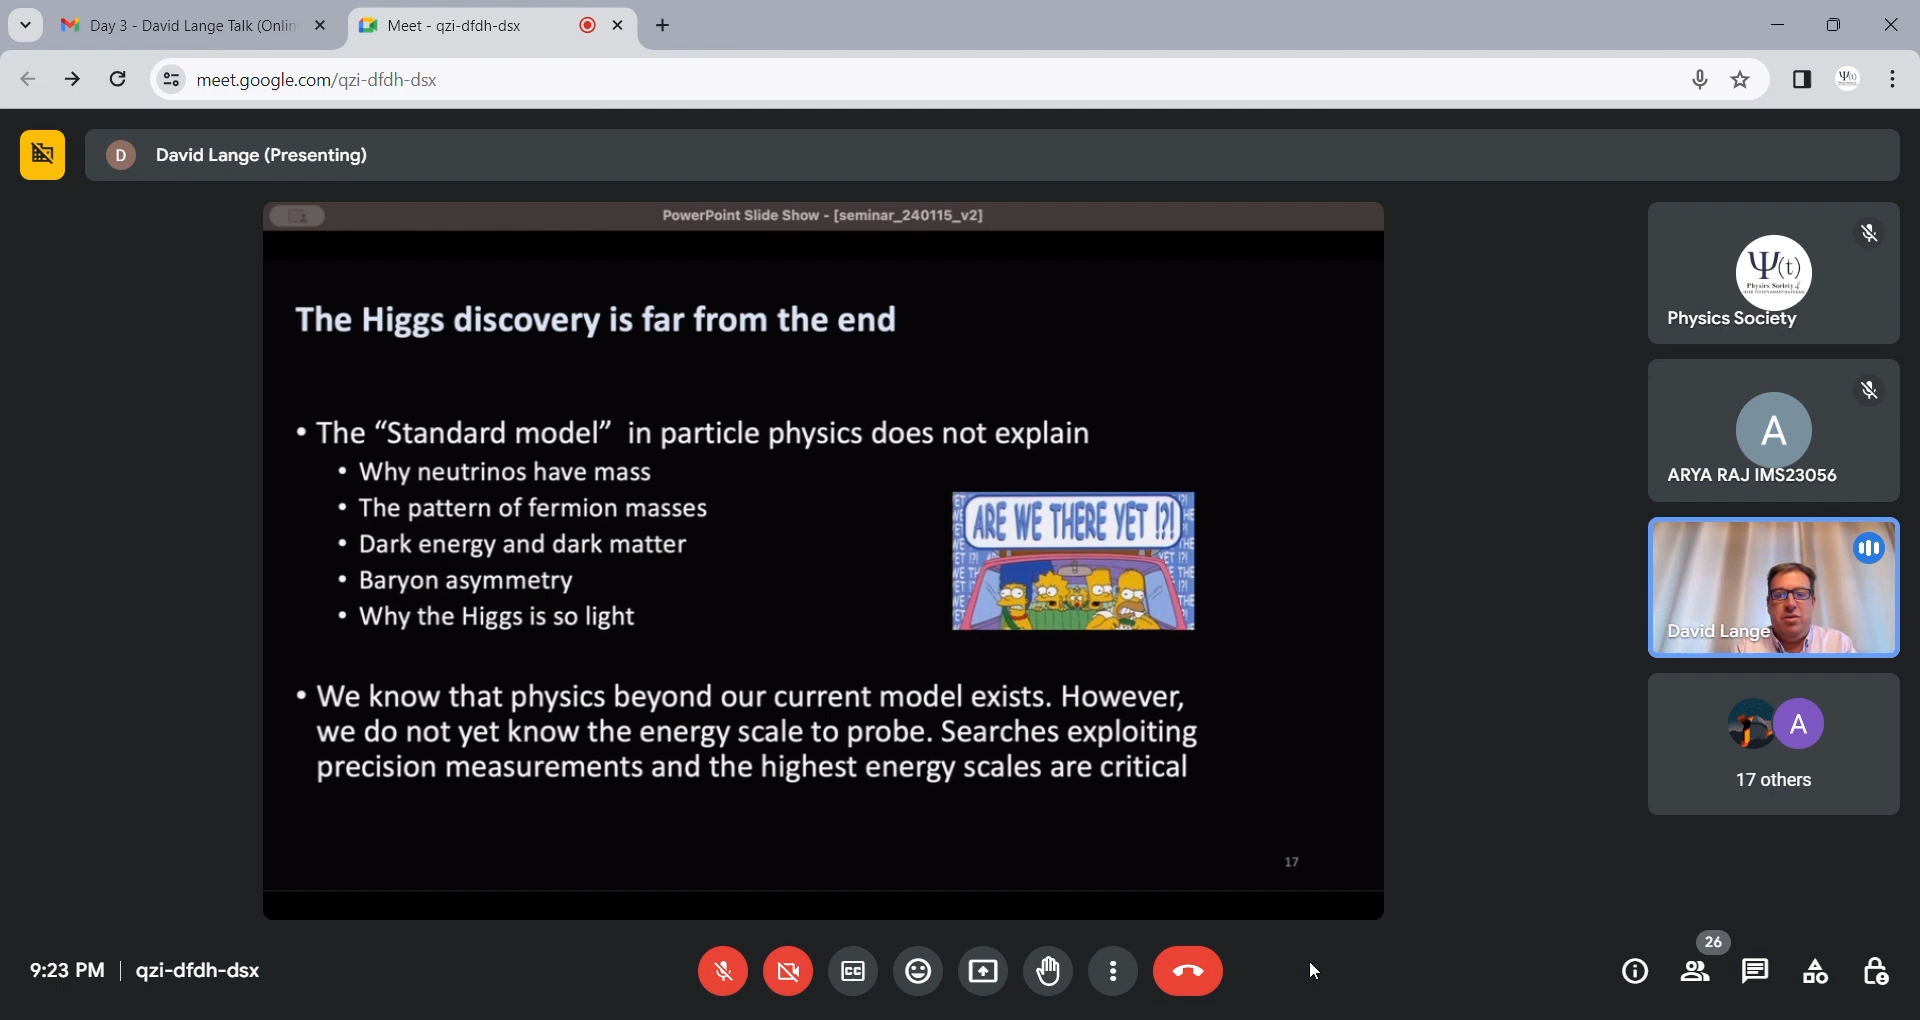 Day 3 - David Lange Talk (Onlin
Meet - qzi-dfdh-dsx
meet.google.com/qzi-dfdh-dsx
Ψ(t)
D
David Lange (Presenting)
PowerPoint Slide Show - [seminar_240115_v2]
The Higgs discovery is far from the end
• The “Standard model” in particle physics does not explain
• Why neutrinos have mass
• The pattern of fermion masses
• Dark energy and dark matter
• Baryon asymmetry
• Why the Higgs is so light
ARE WE THERE YET !?!
• We know that physics beyond our current model exists. However,
we do not yet know the energy scale to probe. Searches exploiting
precision measurements and the highest energy scales are critical
17
Ψ(t)
Physics Society of
Physics Society
A
ARYA RAJ IMS23056
David Lange
A
17 others
9:23 PM | qzi-dfdh-dsx
CC
26